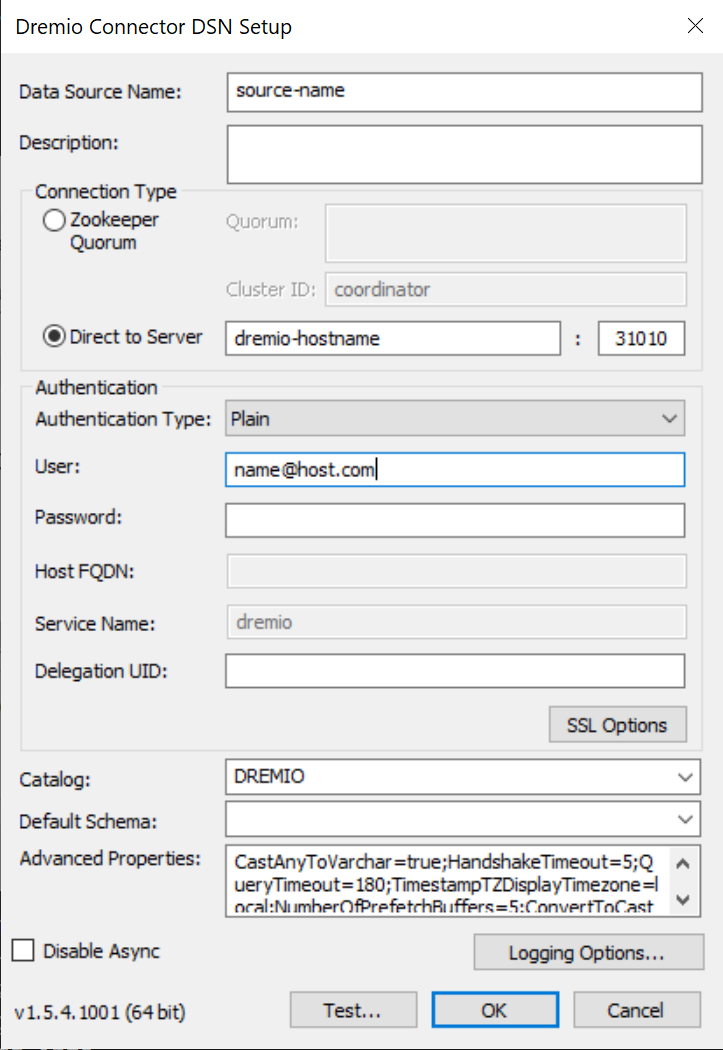 Dremio Connector DSN Setup
Data Source Name: source-name
Description:
Connection Type
Zookeeper
Quorum
Quorum:
Cluster ID: coordinator
Direct to Server dremio-hostname : 31010
Authentication
Authentication Type: Plain
User: name@host.com
Password:
Host FQDN:
Service Name: dremio
Delegation UID:
SSL Options
Catalog: DREMIO
Default Schema:
Advanced Properties: CastAnyToVarchar=true;HandshakeTimeout=5;Q
ueryTimeout=180;TimestampTZDisplayTimezone=l
ocal;NumberOfPrefetchBuffers=5;ConvertToCast
Disable Async Logging Options...
v1.5.4.1001 (64 bit) Test... OK Cancel